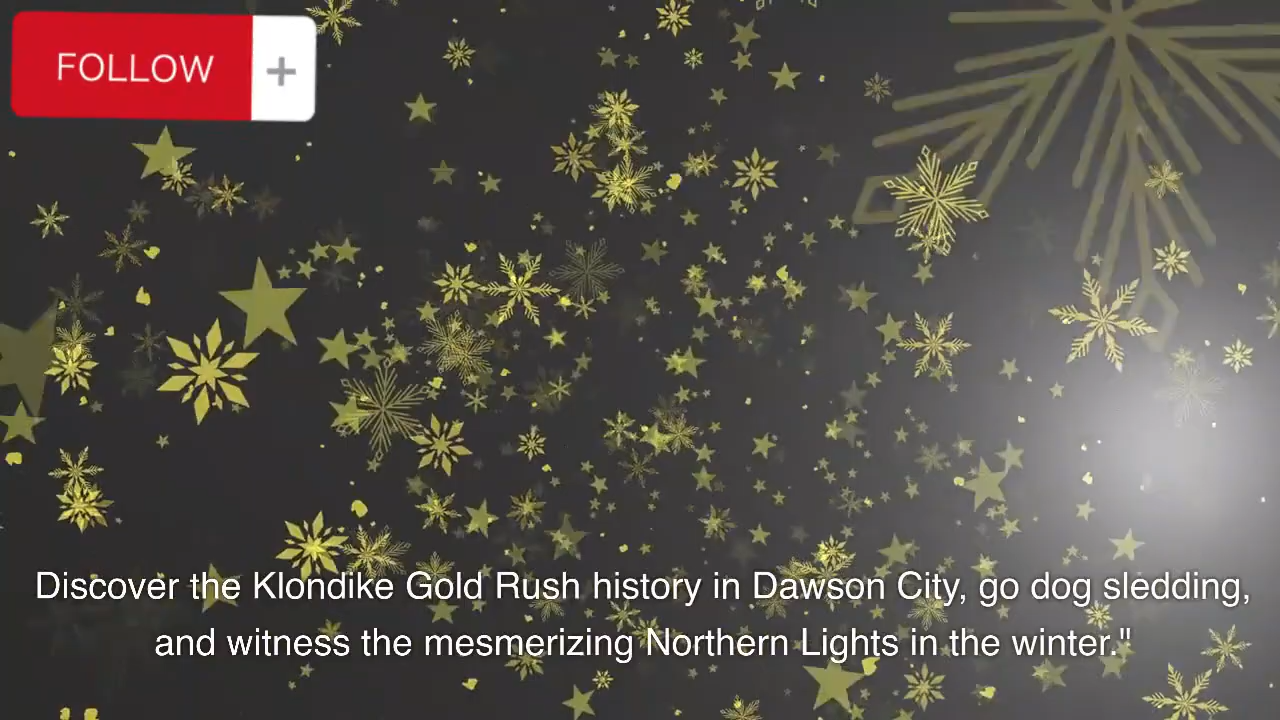 FOLLOW +
Discover the Klondike Gold Rush history in Dawson City, go dog sledding,
and witness the mesmerizing Northern Lights in the winter."